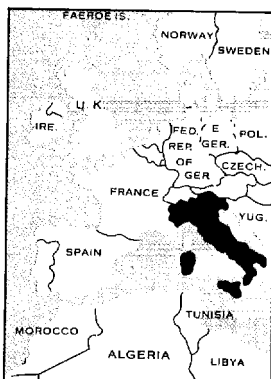 FAEROE IS.
NORWAY
SWEDEN
U.K.
IRE.
FED.
REP.
OF
GER
E
GER.
POL.
CZECH.
FRANCE
YUG.
SPAIN
TUNISIA
MOROCCO
ALGERIA
LIBYA